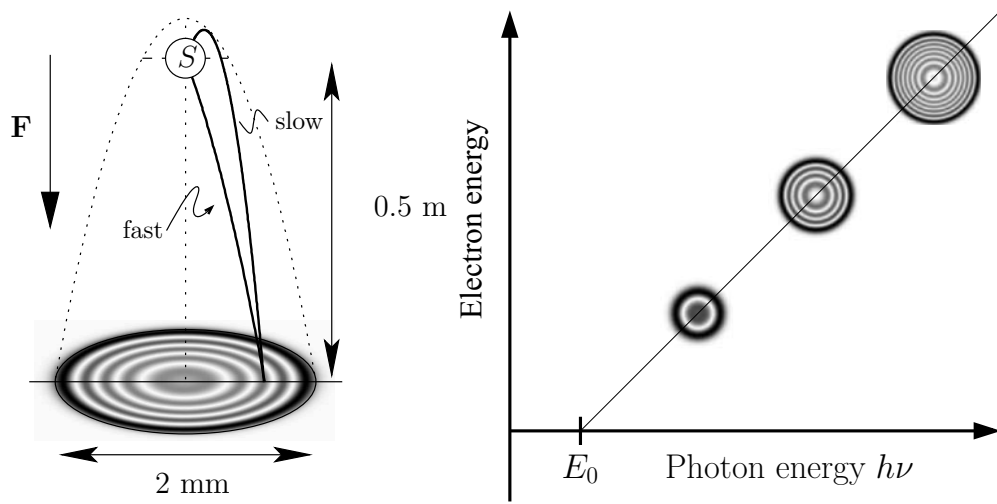 S
F
slow
fast
0.5 m
2 mm
Electron energy
E₀
Photon energy hν